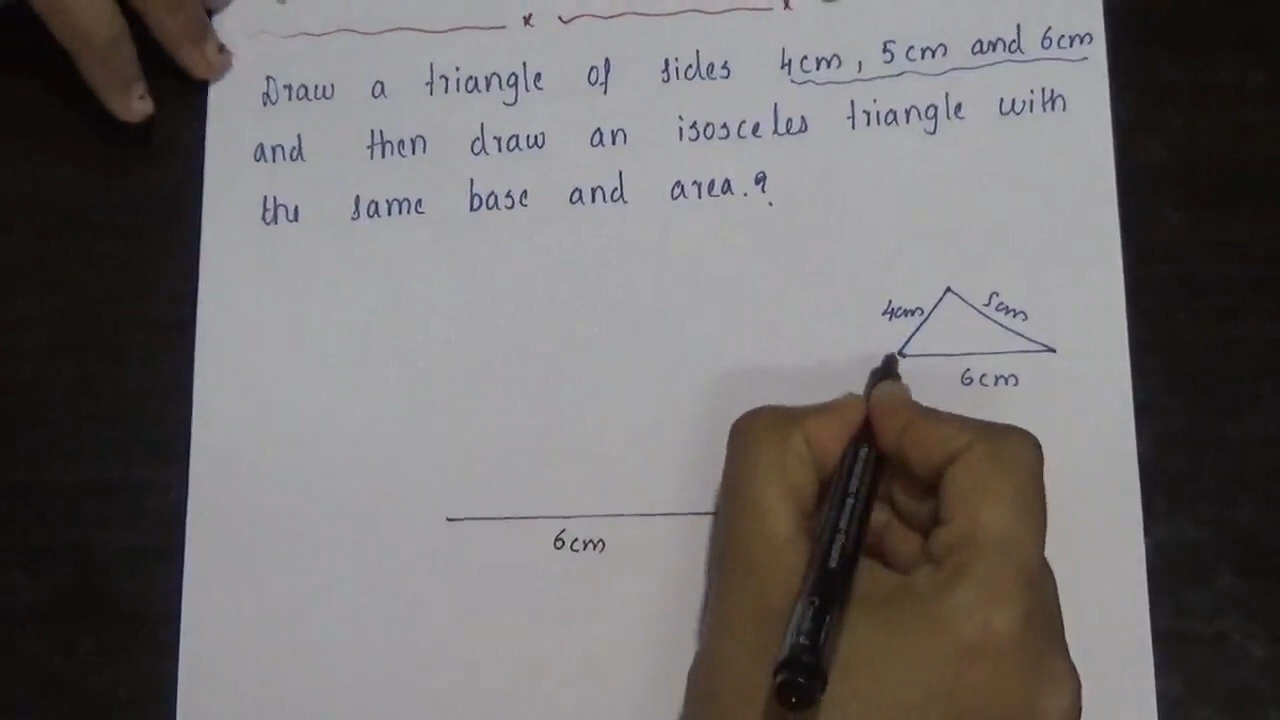 Draw a triangle of sides 4cm, 5cm and 6cm
and then draw an isosceles triangle with
the same base and area.?
4cm 5cm
6cm
6cm